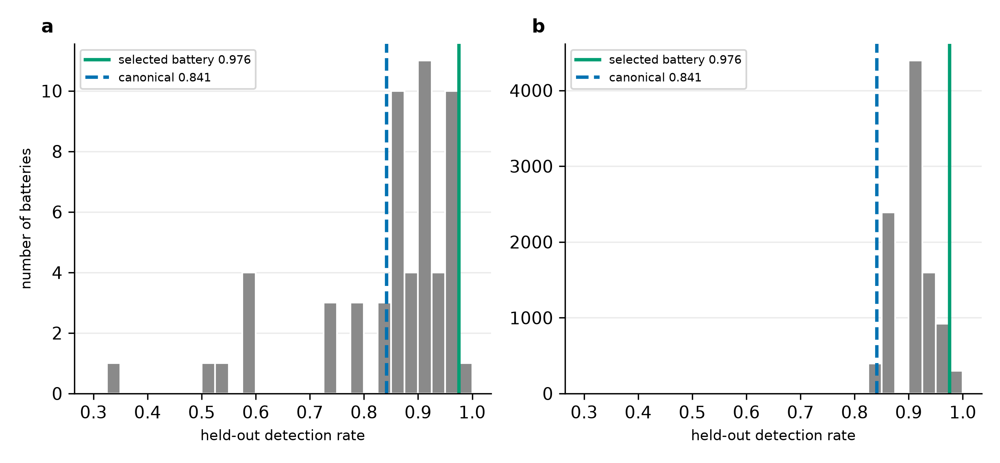 a
selected battery 0.976
canonical 0.841
number of batteries
10
8
6
4
2
0
0.3 0.4 0.5 0.6 0.7 0.8 0.9 1.0
held-out detection rate
b
selected battery 0.976
canonical 0.841
4000
3000
2000
1000
0
0.3 0.4 0.5 0.6 0.7 0.8 0.9 1.0
held-out detection rate